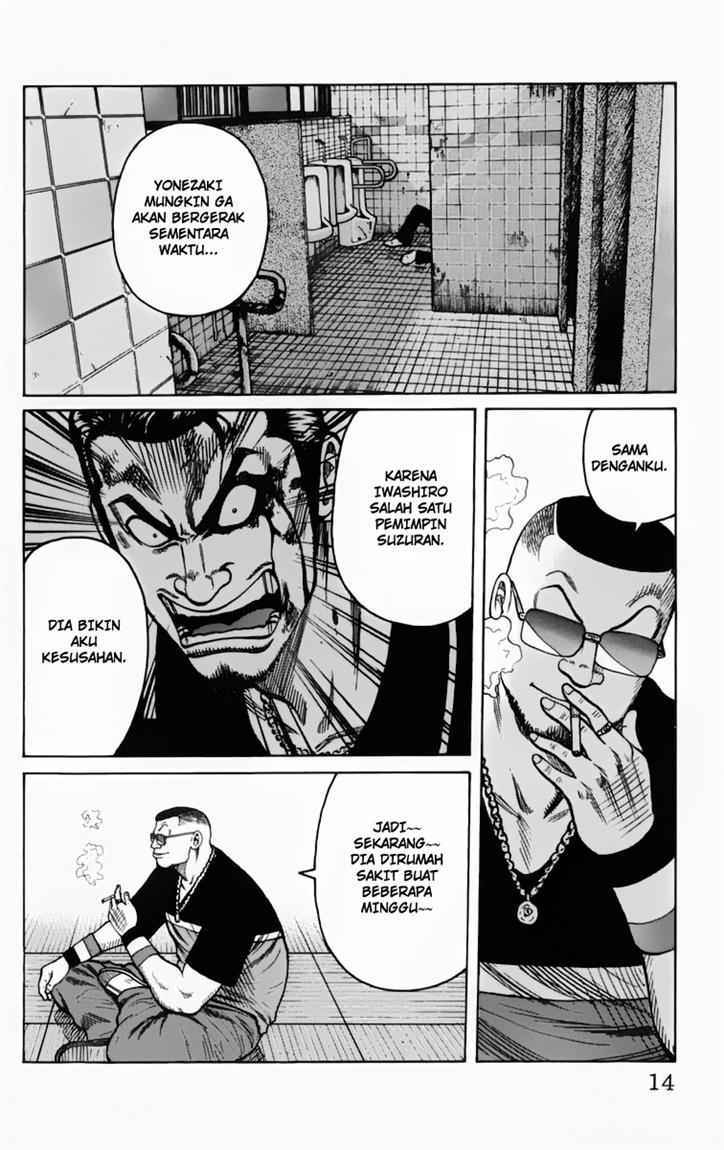 YONEZAKI
MUNGKIN GA
AKAN BERGERAK
SEMENTARA
WAKTU...
SAMA
DENGANKU.
KARENA
IWASHIRO
SALAH SATU
PEMIMPIN
SUZURAN.
DIA BIKIN
AKU
KESUSAHAN.
JADI~~
SEKARANG~~
DIA DIRUMAH
SAKIT BUAT
BEBERAPA
MINGGU~~
14